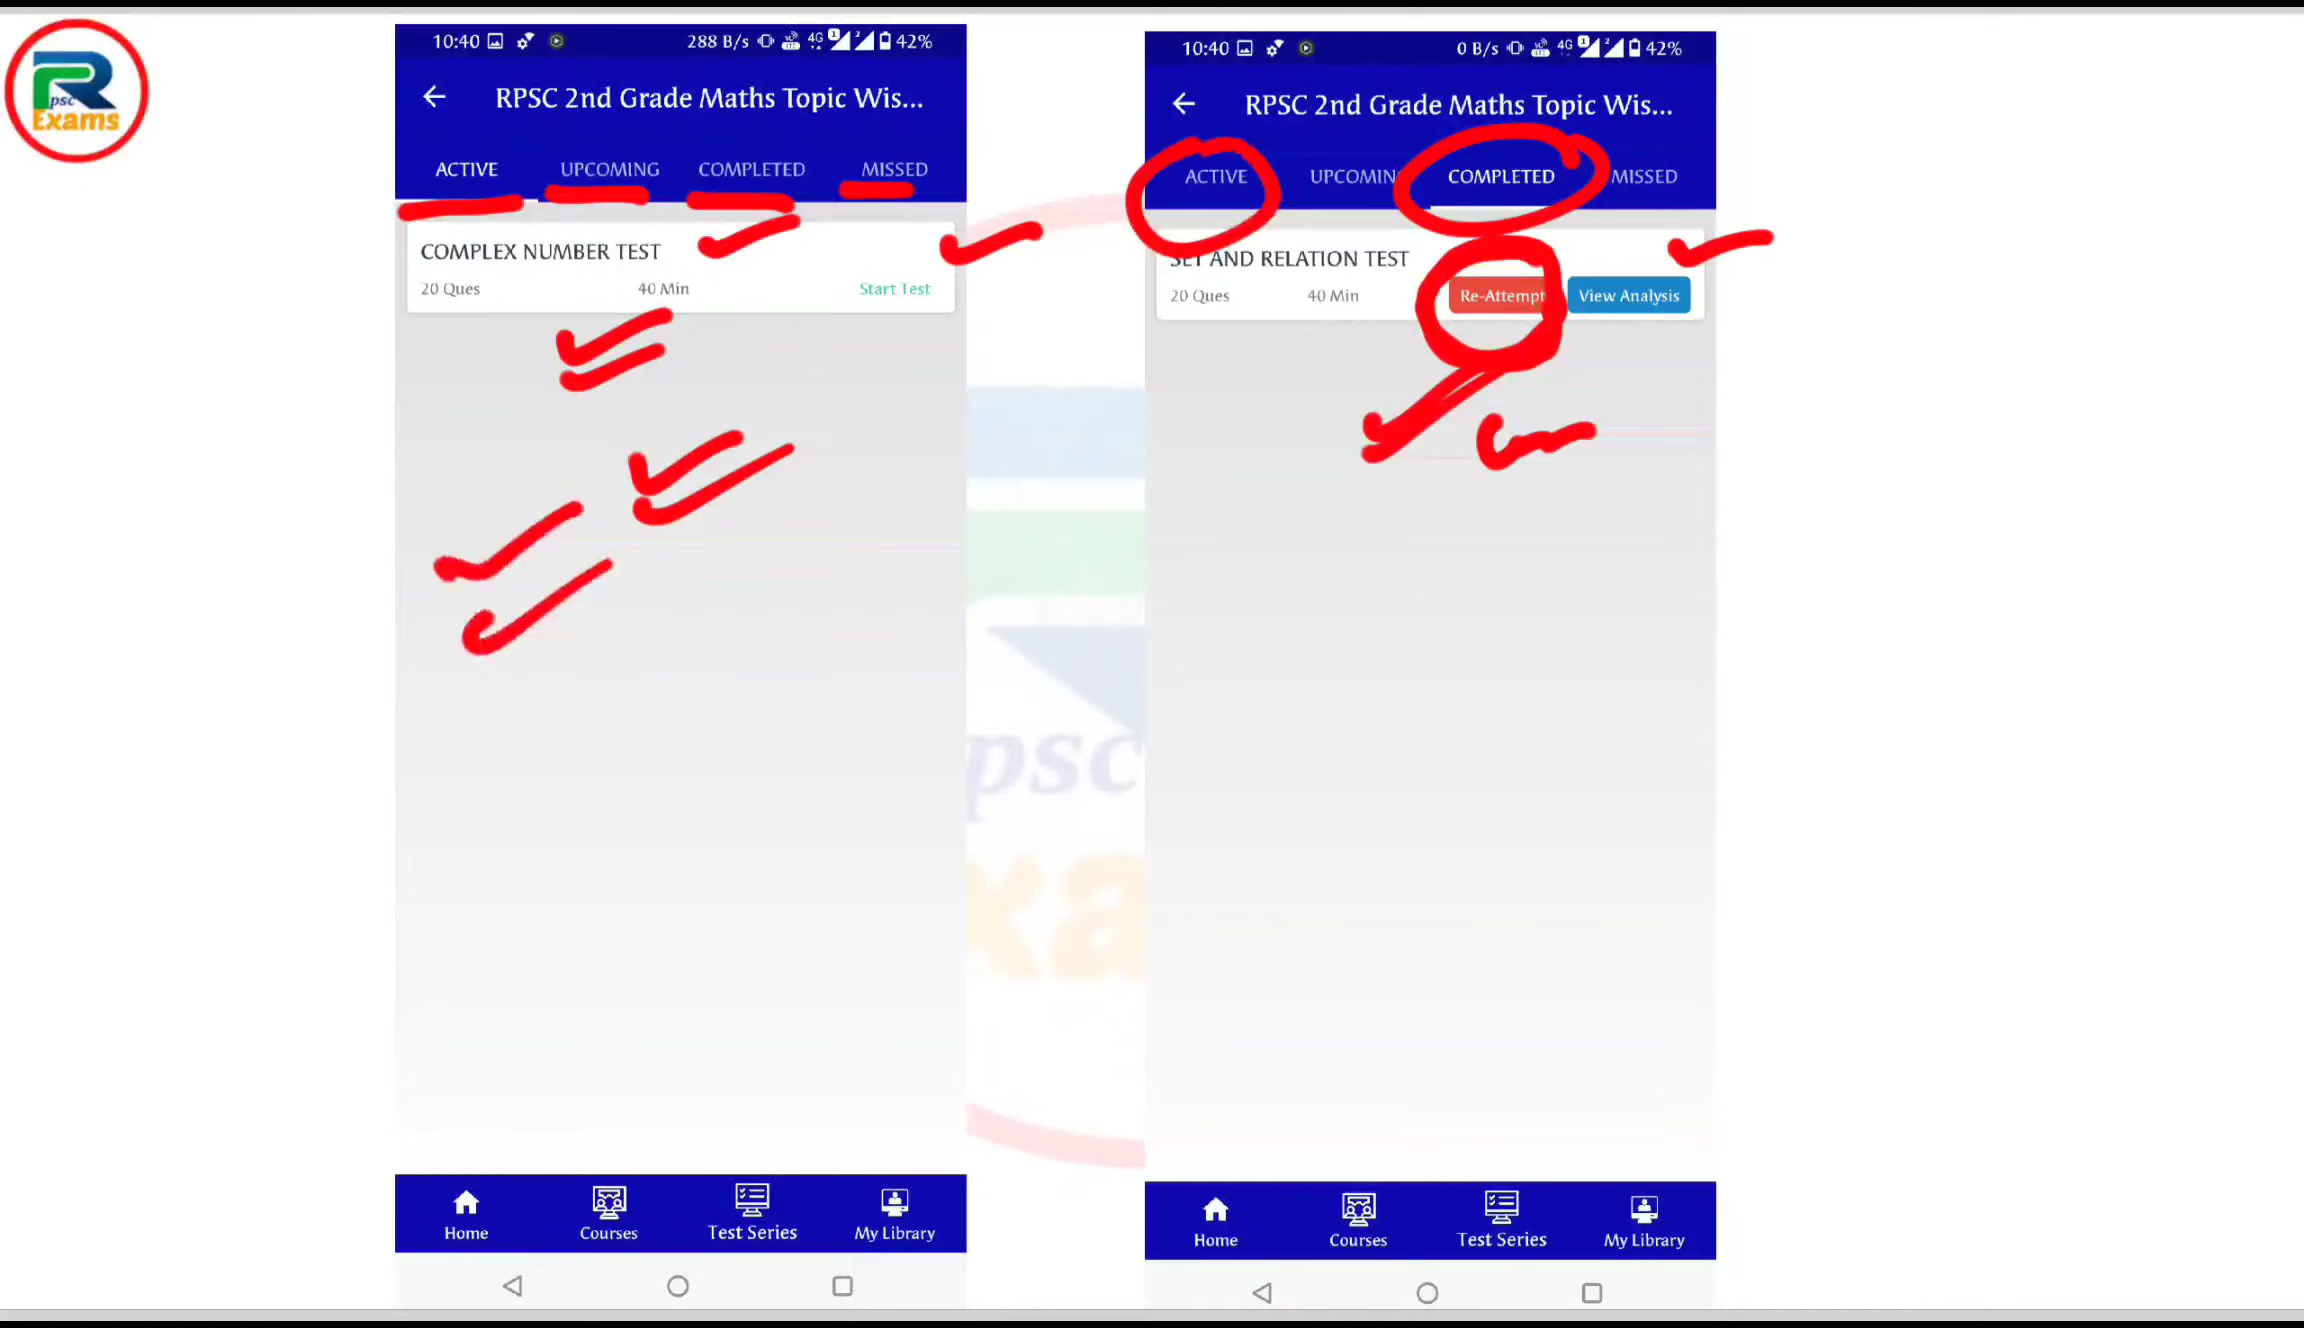 psc
Exams
10:40
288 B/s
4G
42%
RPSC 2nd Grade Maths Topic Wis...
ACTIVE
UPCOMING
COMPLETED
MISSED
COMPLEX NUMBER TEST
20 Ques
40 Min
Start Test
Home
Courses
Test Series
My Library
10:40
0 B/s
4G
42%
RPSC 2nd Grade Maths Topic Wis...
ACTIVE
UPCOMIN
COMPLETED
MISSED
SET AND RELATION TEST
20 Ques
40 Min
Re-Attempt
View Analysis
Home
Courses
Test Series
My Library
psc
xa